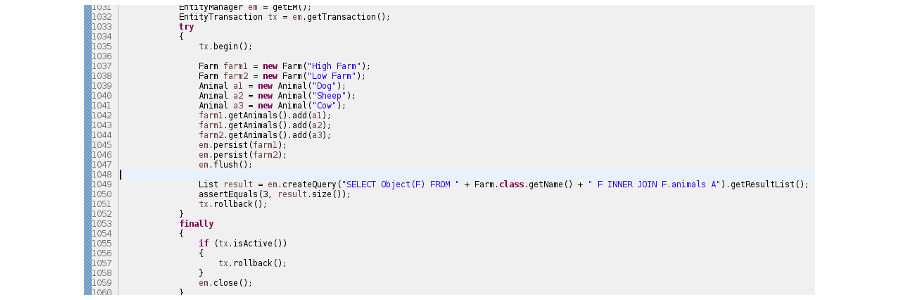 1031 EntityManager em = getEM();
1032 EntityTransaction tx = em.getTransaction();
1033 try
1034 {
1035 tx.begin();
1036
1037 Farm farm1 = new Farm("High Farm");
1038 Farm farm2 = new Farm("Low Farm");
1039 Animal a1 = new Animal("Dog");
1040 Animal a2 = new Animal("Sheep");
1041 Animal a3 = new Animal("Cow");
1042 farm1.getAnimals().add(a1);
1043 farm1.getAnimals().add(a2);
1044 farm2.getAnimals().add(a3);
1045 em.persist(farm1);
1046 em.persist(farm2);
1047 em.flush();
1048
1049 List result = em.createQuery("SELECT Object(F) FROM " + Farm.class.getName() + " F INNER JOIN F.animals A").getResultList();
1050 assertEquals(3, result.size());
1051 tx.rollback();
1052 }
1053 finally
1054 {
1055 if (tx.isActive())
1056 {
1057 tx.rollback();
1058 }
1059 em.close();
1060 }